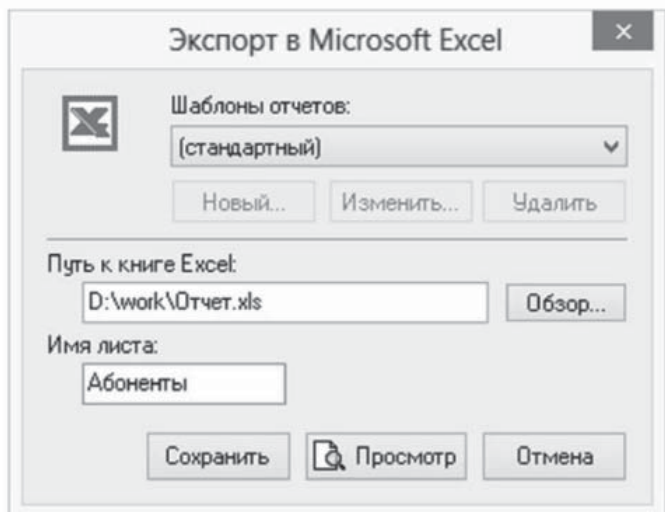 Экспорт в Microsoft Excel
Шаблоны отчетов:
(стандартный)
Новый... Изменить... Удалить
Путь к книге Excel:
D:\work\Отчет.xls Обзор...
Имя листа:
Абоненты
Сохранить Просмотр Отмена